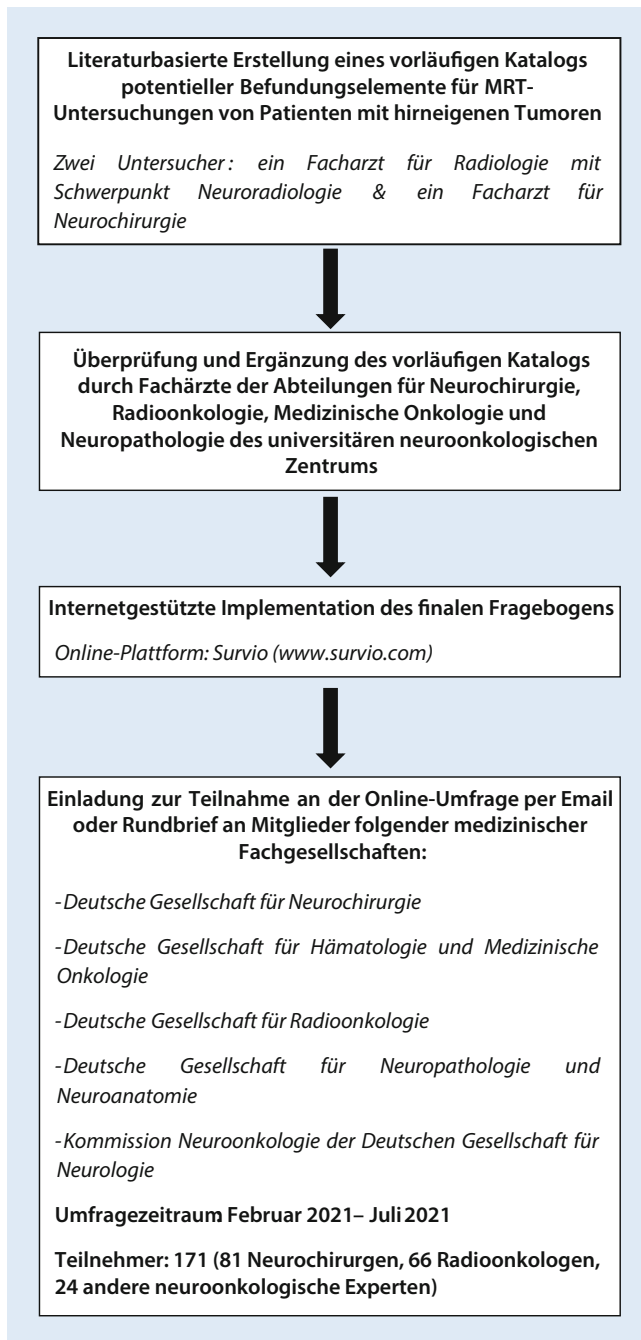 Literaturbasierte Erstellung eines vorläufigen Katalogs
potentieller Befundungselemente für MRT-
Untersuchungen von Patienten mit hirneigenen Tumoren
Zwei Untersucher: ein Facharzt für Radiologie mit
Schwerpunkt Neuroradiologie & ein Facharzt für
Neurochirurgie
Überprüfung und Ergänzung des vorläufigen Katalogs
durch Fachärzte der Abteilungen für Neurochirurgie,
Radioonkologie, Medizinische Onkologie und
Neuropathologie des universitären neuroonkologischen
Zentrums
Internetgestützte Implementation des finalen Fragebogens
Online-Plattform: Survio (www.survio.com)
Einladung zur Teilnahme an der Online-Umfrage per Email
oder Rundbrief an Mitglieder folgender medizinischer
Fachgesellschaften:
-Deutsche Gesellschaft für Neurochirurgie
-Deutsche Gesellschaft für Hämatologie und Medizinische
Onkologie
-Deutsche Gesellschaft für Radioonkologie
-Deutsche Gesellschaft für Neuropathologie und
Neuroanatomie
-Kommission Neuroonkologie der Deutschen Gesellschaft für
Neurologie
Umfragezeitraum: Februar 2021– Juli 2021
Teilnehmer: 171 (81 Neurochirurgen, 66 Radioonkologen,
24 andere neuroonkologische Experten)